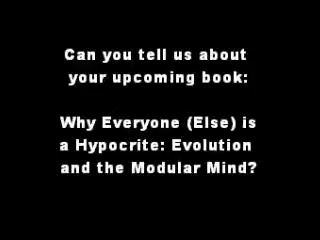 Can you tell us about
your upcoming book:
Why Everyone (Else) is
a Hypocrite: Evolution
and the Modular Mind?